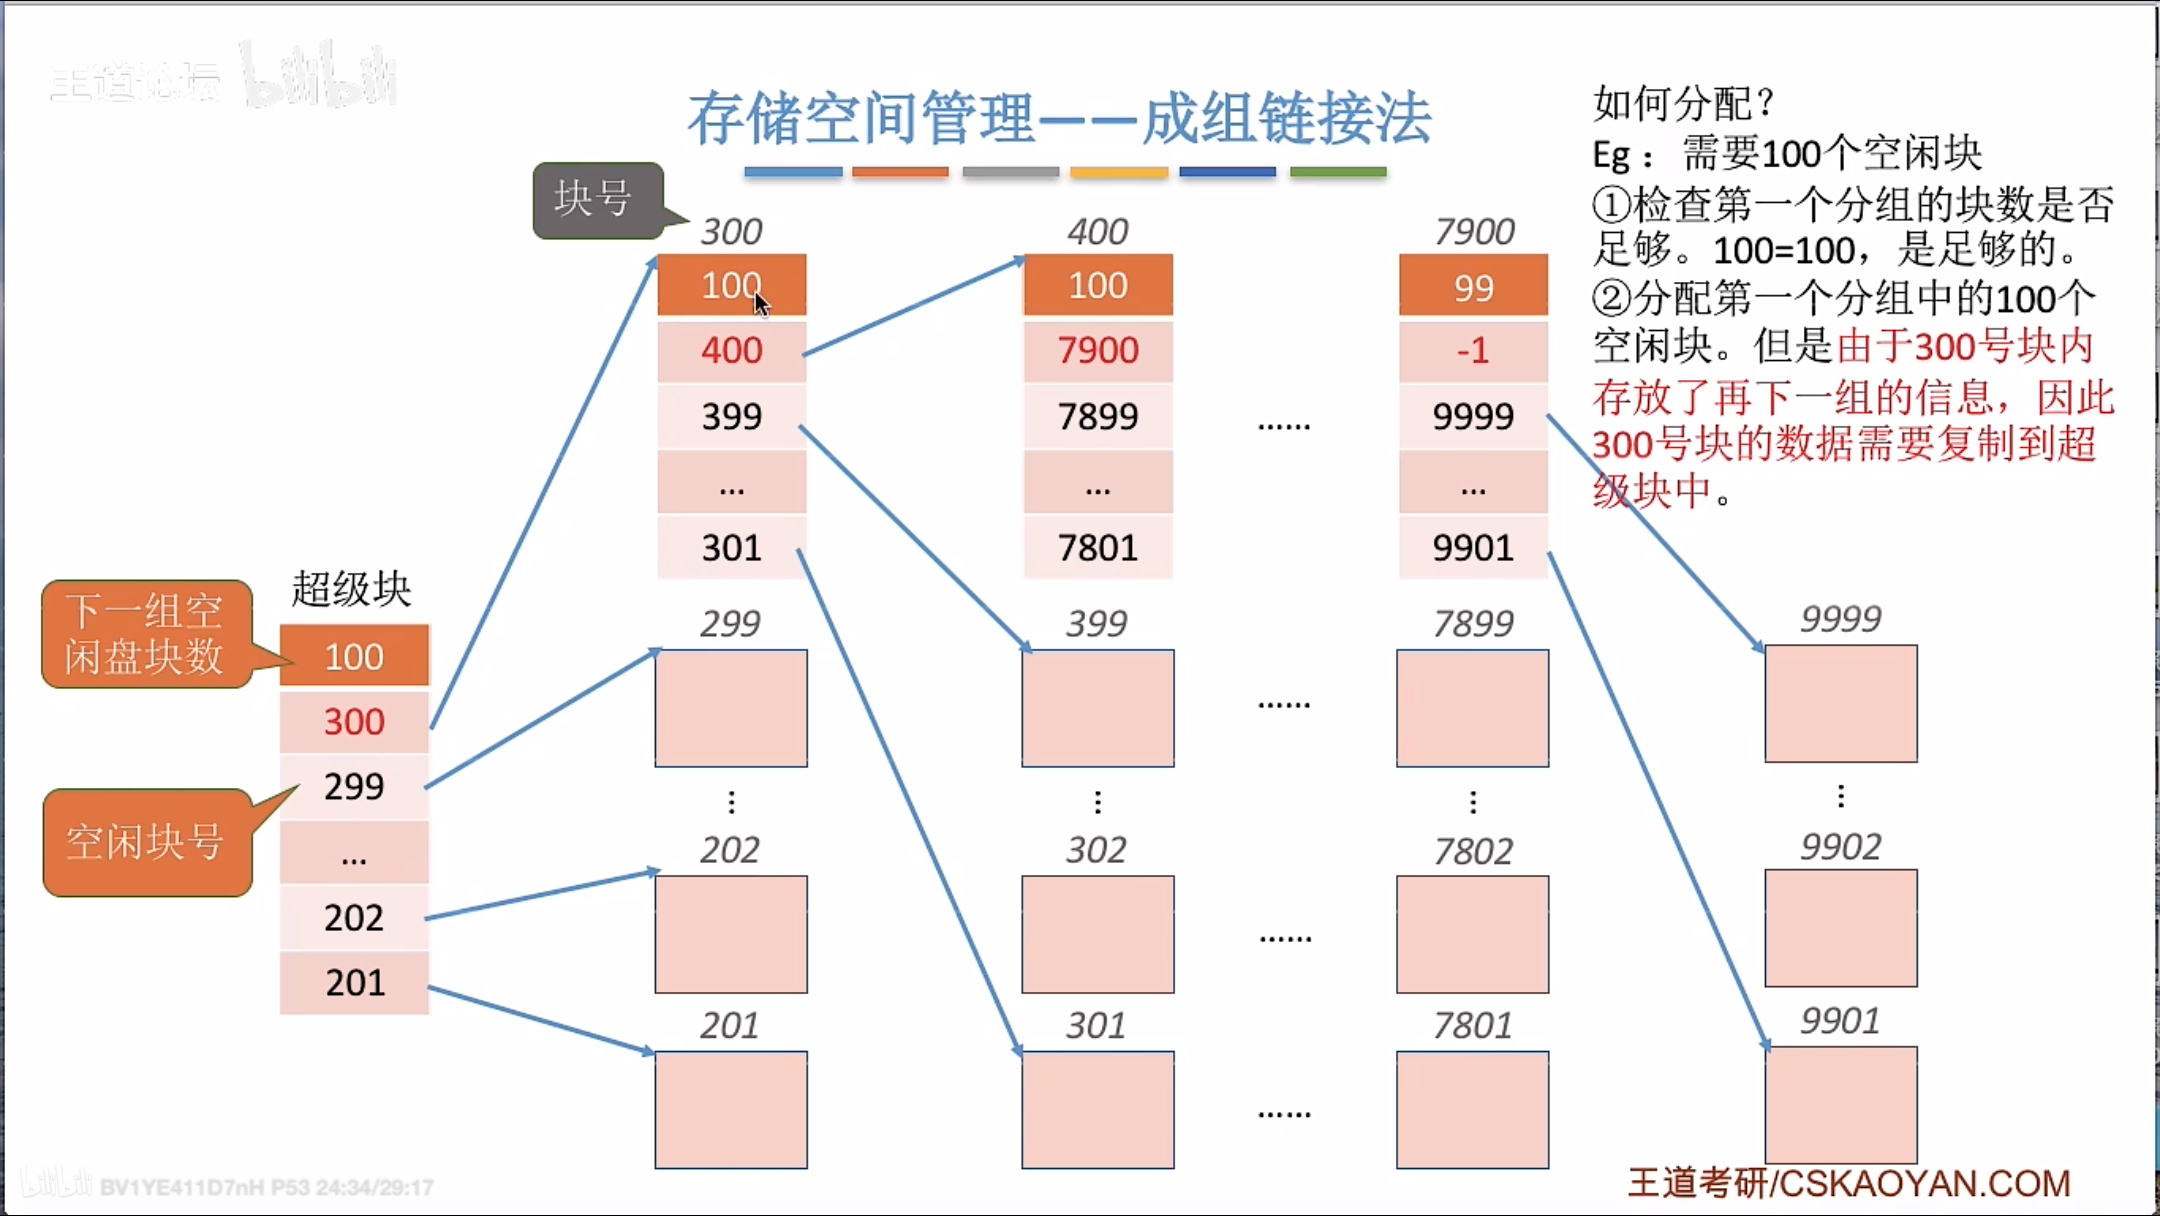 王道论坛 bilibili
存储空间管理——成组链接法
如何分配？
Eg：需要100个空闲块
①检查第一个分组的块数是否
足够。100=100，是足够的。
②分配第一个分组中的100个
空闲块。但是由于300号块内
存放了再下一组的信息，因此
300号块的数据需要复制到超
级块中。
块号
300
100
400
399
...
301
400
100
7900
7899
...
7801
......
7900
99
-1
9999
...
9901
超级块
下一组空
闲盘块数
空闲块号
100
300
299
...
202
201
299
399
......
7899
9999
⋮
⋮
⋮
⋮
202
302
......
7802
9902
201
301
......
7801
9901
bilibili BV1YE411D7nH P53 24:34/29:17
王道考研/CSKAOYAN.COM